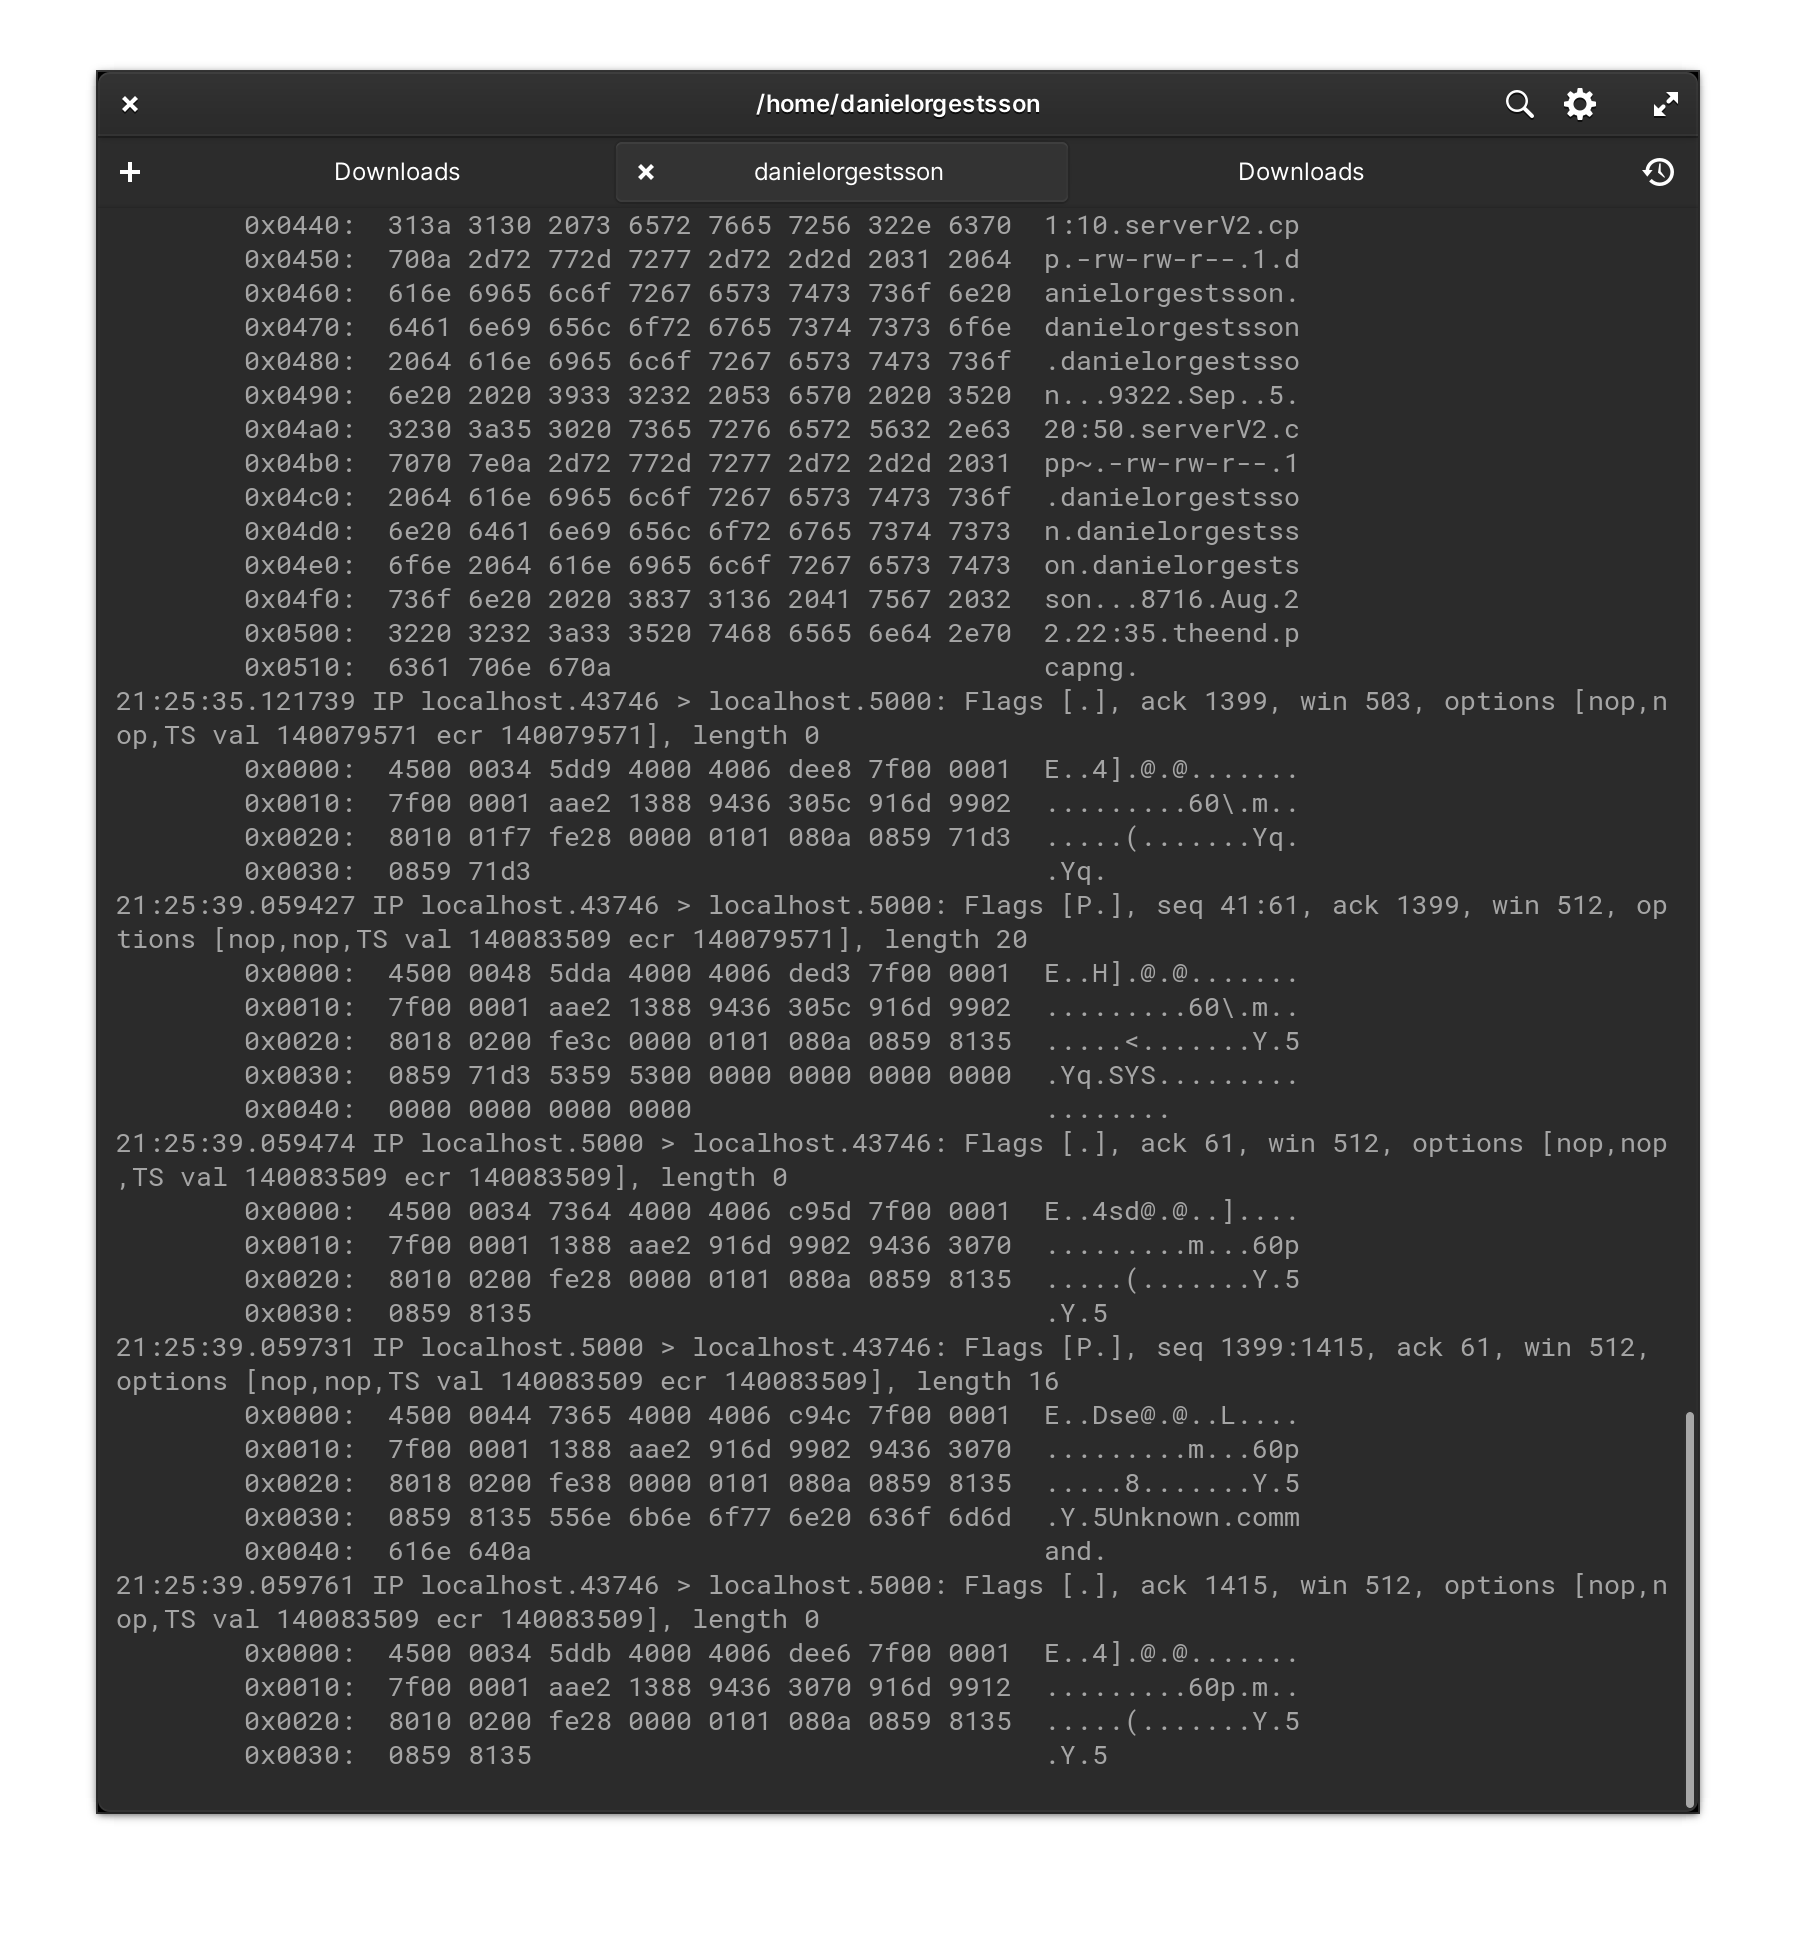 /home/danielorgestsson
Downloads
danielorgestsson
Downloads
0x0440: 313a 3130 2073 6572 7665 7256 322e 6370 1:10.serverV2.cp
0x0450: 700a 2d72 772d 7277 2d72 2d2d 2031 2064 p.-rw-rw-r--.1.d
0x0460: 616e 6965 6c6f 7267 6573 7473 736f 6e20 anielorgestsson.
0x0470: 6461 6e69 656c 6f72 6765 7374 7373 6f6e danielorgestsson
0x0480: 2064 616e 6965 6c6f 7267 6573 7473 736f .danielorgestsso
0x0490: 6e20 2020 3933 3232 2053 6570 2020 3520 n...9322.Sep..5.
0x04a0: 3230 3a35 3020 7365 7276 6572 5632 2e63 20:50.serverV2.c
0x04b0: 7070 7e0a 2d72 772d 7277 2d72 2d2d 2031 pp~.-rw-rw-r--.1
0x04c0: 2064 616e 6965 6c6f 7267 6573 7473 736f .danielorgestsso
0x04d0: 6e20 6461 6e69 656c 6f72 6765 7374 7373 n.danielorgestss
0x04e0: 6f6e 2064 616e 6965 6c6f 7267 6573 7473 on.danielorgests
0x04f0: 736f 6e20 2020 3837 3136 2041 7567 2032 son...8716.Aug.2
0x0500: 3220 3232 3a33 3520 7468 6565 6e64 2e70 2.22:35.theend.p
0x0510: 6361 706e 670a capng.
21:25:35.121739 IP localhost.43746 > localhost.5000: Flags [.], ack 1399, win 503, options [nop,n
op,TS val 140079571 ecr 140079571], length 0
0x0000: 4500 0034 5dd9 4000 4006 dee8 7f00 0001 E..4].@.@.......
0x0010: 7f00 0001 aae2 1388 9436 305c 916d 9902 .........60\.m..
0x0020: 8010 01f7 fe28 0000 0101 080a 0859 71d3 .....(.......Yq.
0x0030: 0859 71d3 .Yq.
21:25:39.059427 IP localhost.43746 > localhost.5000: Flags [P.], seq 41:61, ack 1399, win 512, op
tions [nop,nop,TS val 140083509 ecr 140079571], length 20
0x0000: 4500 0048 5dda 4000 4006 ded3 7f00 0001 E..H].@.@.......
0x0010: 7f00 0001 aae2 1388 9436 305c 916d 9902 .........60\.m..
0x0020: 8018 0200 fe3c 0000 0101 080a 0859 8135 .....<.......Y.5
0x0030: 0859 71d3 5359 5300 0000 0000 0000 0000 .Yq.SYS.........
0x0040: 0000 0000 0000 0000 ........
21:25:39.059474 IP localhost.5000 > localhost.43746: Flags [.], ack 61, win 512, options [nop,nop
,TS val 140083509 ecr 140083509], length 0
0x0000: 4500 0034 7364 4000 4006 c95d 7f00 0001 E..4sd@.@..]....
0x0010: 7f00 0001 1388 aae2 916d 9902 9436 3070 .........m...60p
0x0020: 8010 0200 fe28 0000 0101 080a 0859 8135 .....(.......Y.5
0x0030: 0859 8135 .Y.5
21:25:39.059731 IP localhost.5000 > localhost.43746: Flags [P.], seq 1399:1415, ack 61, win 512,
options [nop,nop,TS val 140083509 ecr 140083509], length 16
0x0000: 4500 0044 7365 4000 4006 c94c 7f00 0001 E..Dse@.@..L....
0x0010: 7f00 0001 1388 aae2 916d 9902 9436 3070 .........m...60p
0x0020: 8018 0200 fe38 0000 0101 080a 0859 8135 .....8.......Y.5
0x0030: 0859 8135 556e 6b6e 6f77 6e20 636f 6d6d .Y.5Unknown.comm
0x0040: 616e 640a and.
21:25:39.059761 IP localhost.43746 > localhost.5000: Flags [.], ack 1415, win 512, options [nop,n
op,TS val 140083509 ecr 140083509], length 0
0x0000: 4500 0034 5ddb 4000 4006 dee6 7f00 0001 E..4].@.@.......
0x0010: 7f00 0001 aae2 1388 9436 3070 916d 9912 .........60p.m..
0x0020: 8010 0200 fe28 0000 0101 080a 0859 8135 .....(.......Y.5
0x0030: 0859 8135 .Y.5